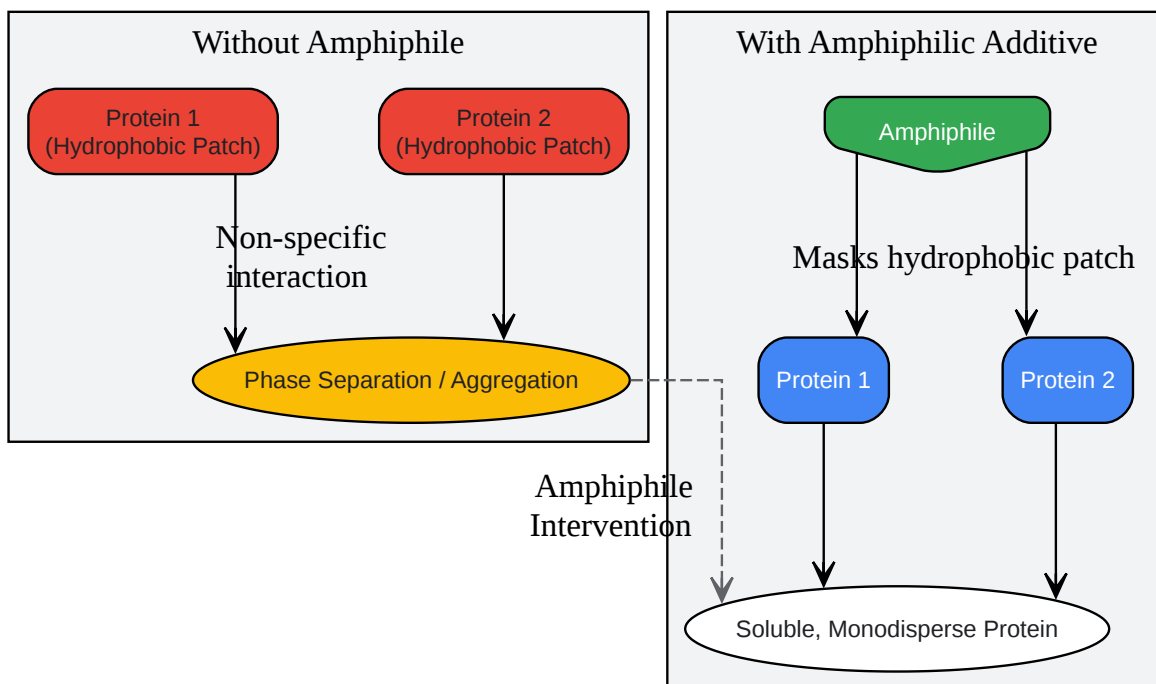 Without Amphiphile
Protein 1
(Hydrophobic Patch)
Protein 2
(Hydrophobic Patch)
Non-specific
interaction
Phase Separation / Aggregation
Amphiphile
Intervention
With Amphiphilic Additive
Amphiphile
Masks hydrophobic patch
Protein 1
Protein 2
Soluble, Monodisperse Protein